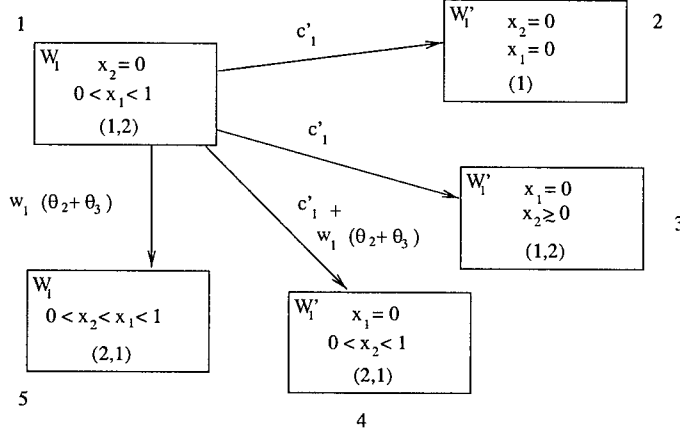 1
W₁
x₂ = 0
0 < x₁ < 1
(1,2)
c'₁
W₁'
x₂ = 0
x₁ = 0
(1)
2
c'₁
W₁'
x₁ = 0
x₂ ≥ 0
(1,2)
3
w₁ (θ₂+ θ₃)
c'₁ +
w₁ (θ₂+ θ₃)
W₁
0 < x₂ < x₁ < 1
(2,1)
5
W₁'
x₁ = 0
0 < x₂ < 1
(2,1)
4